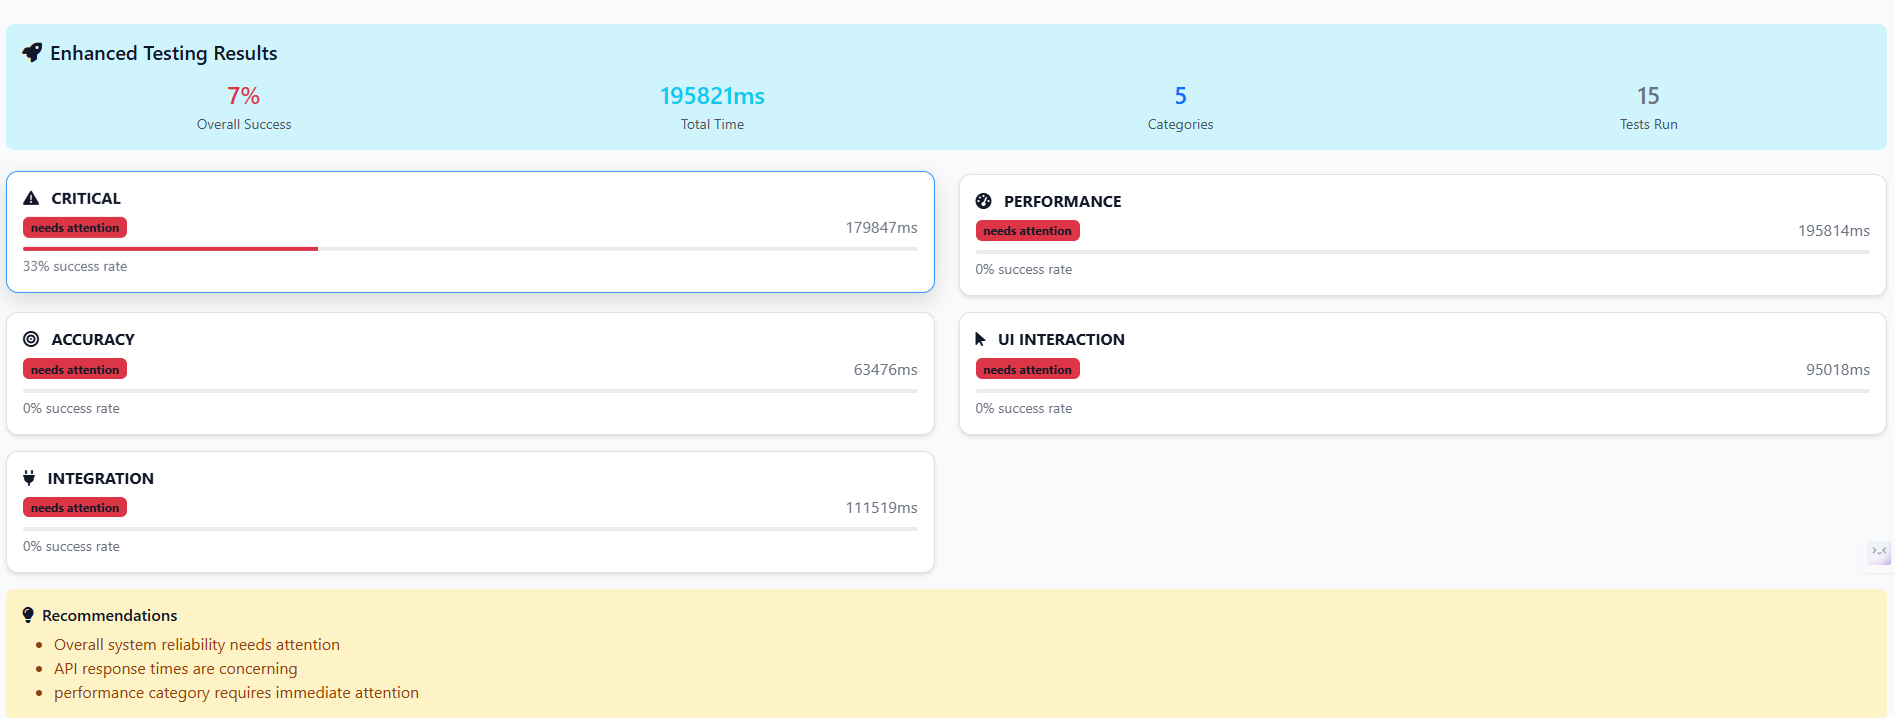 Enhanced Testing Results
7%
Overall Success
195821ms
Total Time
5
Categories
15
Tests Run
CRITICAL
needs attention
179847ms
33% success rate
PERFORMANCE
needs attention
195814ms
0% success rate
ACCURACY
needs attention
63476ms
0% success rate
UI INTERACTION
needs attention
95018ms
0% success rate
INTEGRATION
needs attention
111519ms
0% success rate
Recommendations
Overall system reliability needs attention
API response times are concerning
performance category requires immediate attention